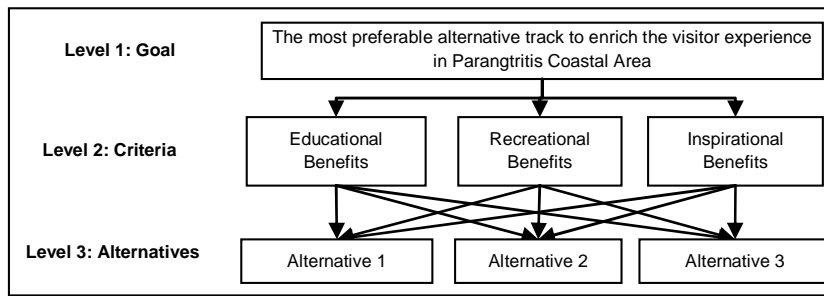 Level 1: Goal
The most preferable alternative track to enrich the visitor experience
in Parangtritis Coastal Area
Level 2: Criteria
Educational
Benefits
Recreational
Benefits
Inspirational
Benefits
Level 3: Alternatives
Alternative 1
Alternative 2
Alternative 3